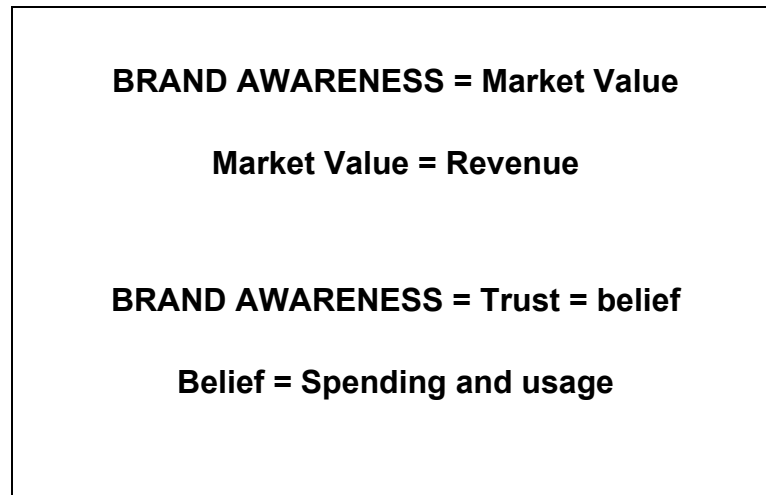 BRAND AWARENESS = Market Value
Market Value = Revenue
BRAND AWARENESS = Trust = belief
Belief = Spending and usage